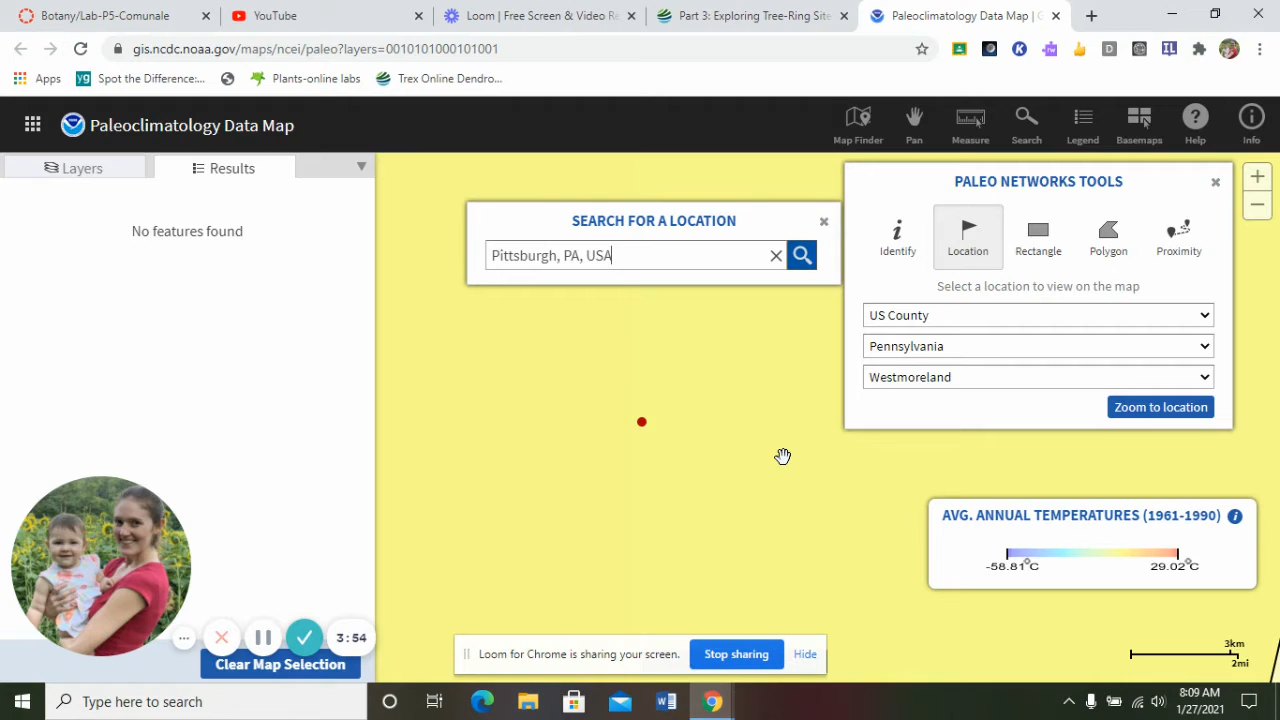 Botany/Lab-P5-Comunale
YouTube
Loom | Free Screen & Video Re
Part 3: Exploring Tree-Ring Site
Paleoclimatology Data Map | G
gis.ncdc.noaa.gov/maps/ncei/paleo?layers=0010101000101001
Apps
Spot the Difference:...
Plants-online labs
Trex Online Dendro...
Paleoclimatology Data Map
Map Finder
Pan
Measure
Search
Legend
Basemaps
Help
Info
Layers
Results
No features found
SEARCH FOR A LOCATION
Pittsburgh, PA, USA
PALEO NETWORKS TOOLS
Identify
Location
Rectangle
Polygon
Proximity
Select a location to view on the map
US County
Pennsylvania
Westmoreland
Zoom to location
AVG. ANNUAL TEMPERATURES (1961-1990)
-58.81°C
29.02°C
3km
2mi
3:54
Clear Map Selection
Loom for Chrome is sharing your screen.
Stop sharing
Hide
Type here to search
8:09 AM
1/27/2021